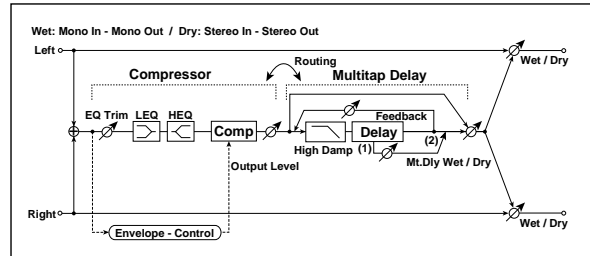 Wet: Mono In - Mono Out / Dry: Stereo In - Stereo Out
Left
Wet / Dry
Routing
Compressor
Multitap Delay
EQ Trim
LEQ
HEQ
Feedback
Comp
Delay
High Damp
(1)
(2)
Mt.Dly Wet / Dry
Output Level
Right
Wet / Dry
Envelope - Control